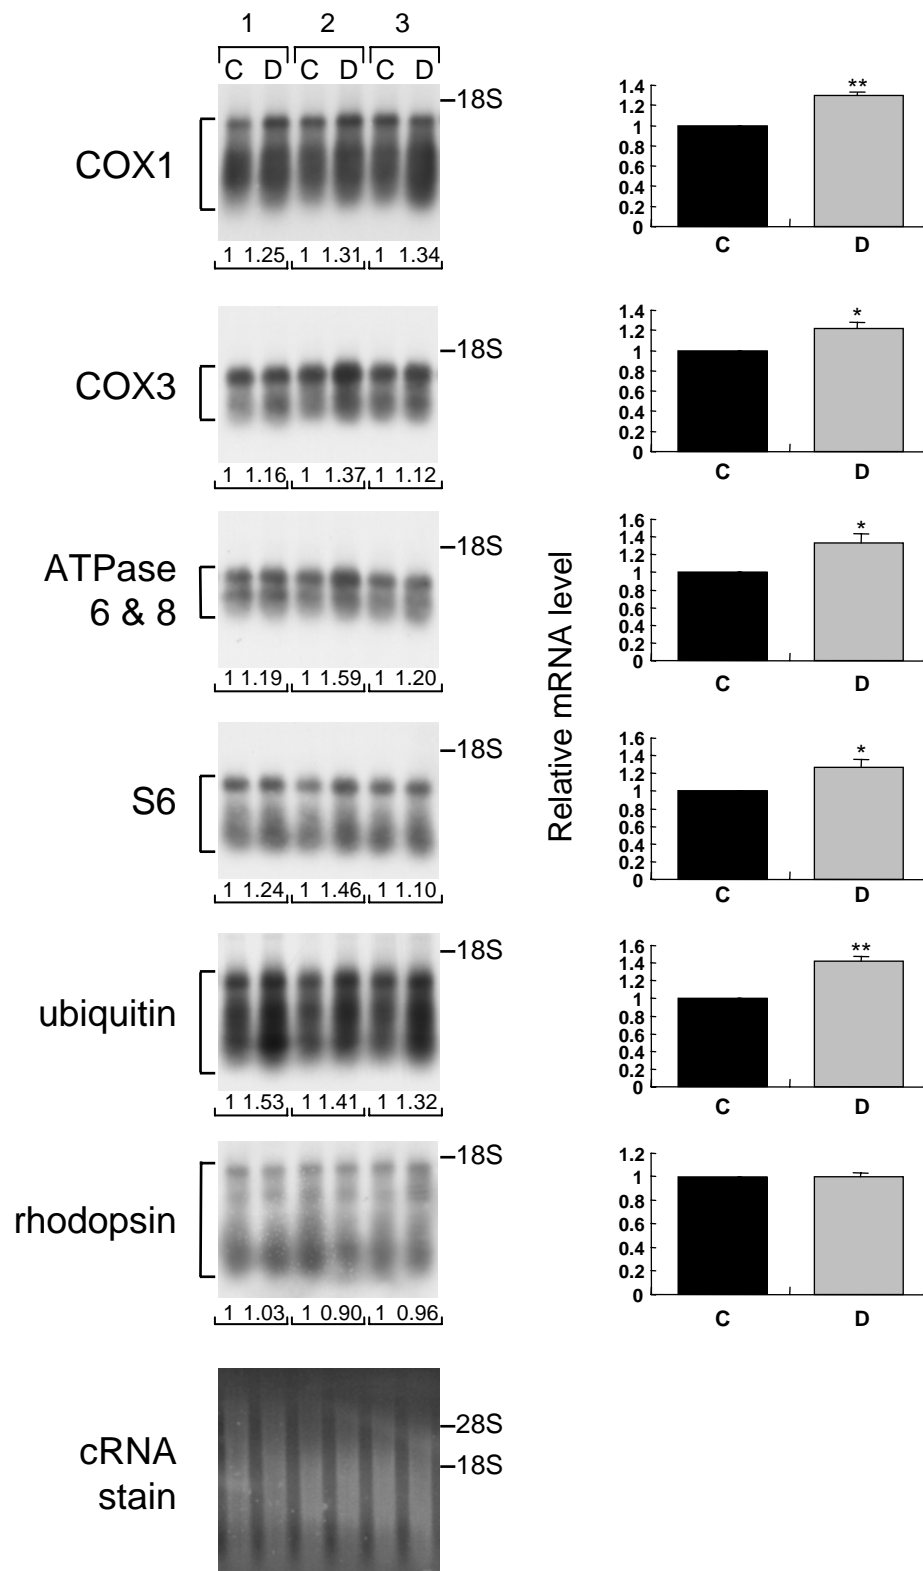 1 2 3
C D C D C D
COX1
–18S
1 1.25 1 1.31 1 1.34
** 
1.4
1.2
1
0.8
0.6
0.4
0.2
0
C D
COX3
–18S
1 1.16 1 1.37 1 1.12
*
1.4
1.2
1
0.8
0.6
0.4
0.2
0
C D
ATPase
6 & 8
–18S
1 1.19 1 1.59 1 1.20
Relative mRNA level
*
1.6
1.4
1.2
1
0.8
0.6
0.4
0.2
0
C D
S6
–18S
1 1.24 1 1.46 1 1.10
*
1.6
1.4
1.2
1
0.8
0.6
0.4
0.2
0
C D
ubiquitin
–18S
1 1.53 1 1.41 1 1.32
**
1.6
1.4
1.2
1
0.8
0.6
0.4
0.2
0
C D
rhodopsin
–18S
1 1.03 1 0.90 1 0.96
1.2
1
0.8
0.6
0.4
0.2
0
C D
cRNA
stain
–28S
–18S